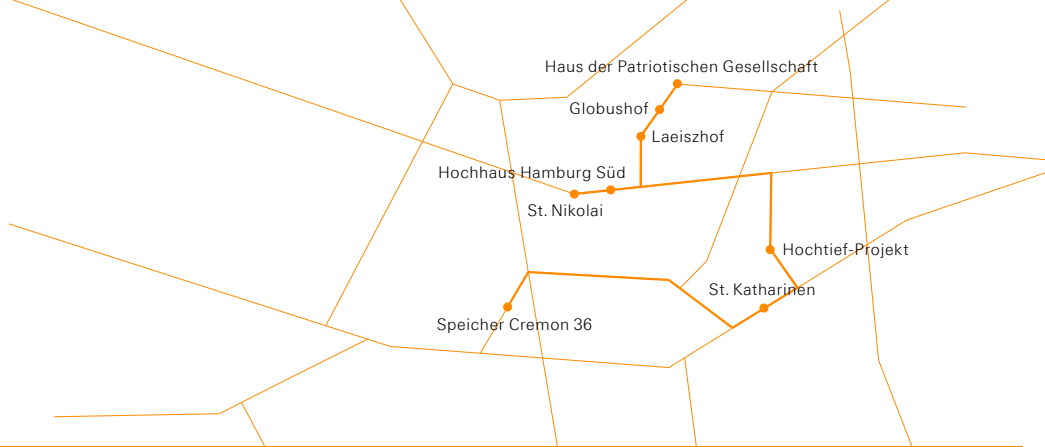 Haus der Patriotischen Gesellschaft
Globushof
Laeiszhof
Hochhaus Hamburg Süd
St. Nikolai
Hochtief-Projekt
St. Katharinen
Speicher Cremon 36